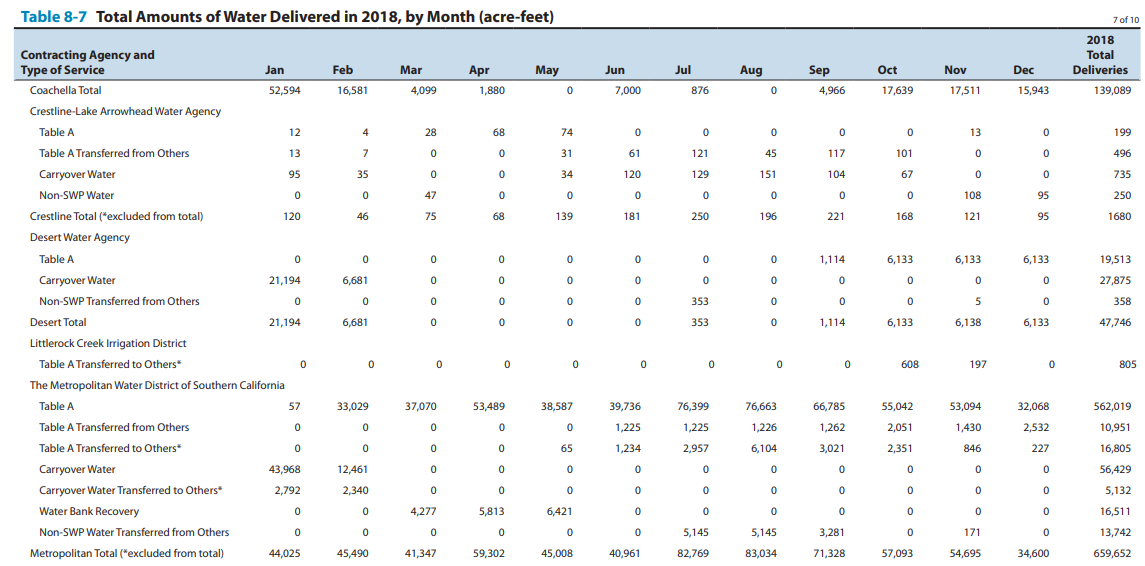 Table 8-7 Total Amounts of Water Delivered in 2018, by Month (acre-feet)
7 of 10
Contracting Agency and Type of Service Jan Feb Mar Apr May Jun Jul Aug Sep Oct Nov Dec 2018 Total Deliveries
Coachella Total 52,594 16,581 4,099 1,880 0 7,000 876 0 4,966 17,639 17,511 15,943 139,089
Crestline-Lake Arrowhead Water Agency
Table A 12 4 28 68 74 0 0 0 0 0 13 0 199
Table A Transferred from Others 13 7 0 0 31 61 121 45 117 101 0 0 496
Carryover Water 95 35 0 0 34 120 129 151 104 67 0 0 735
Non-SWP Water 0 0 47 0 0 0 0 0 0 0 108 95 250
Crestline Total (*excluded from total) 120 46 75 68 139 181 250 196 221 168 121 95 1680
Desert Water Agency
Table A 0 0 0 0 0 0 0 0 1,114 6,133 6,133 6,133 19,513
Carryover Water 21,194 6,681 0 0 0 0 0 0 0 0 0 0 27,875
Non-SWP Transferred from Others 0 0 0 0 0 0 353 0 0 0 5 0 358
Desert Total 21,194 6,681 0 0 0 0 353 0 1,114 6,133 6,138 6,133 47,746
Littlerock Creek Irrigation District
Table A Transferred to Others* 0 0 0 0 0 0 0 0 0 608 197 0 805
The Metropolitan Water District of Southern California
Table A 57 33,029 37,070 53,489 38,587 39,736 76,399 76,663 66,785 55,042 53,094 32,068 562,019
Table A Transferred from Others 0 0 0 0 0 1,225 1,225 1,226 1,262 2,051 1,430 2,532 10,951
Table A Transferred to Others* 0 0 0 0 65 1,234 2,957 6,104 3,021 2,351 846 227 16,805
Carryover Water 43,968 12,461 0 0 0 0 0 0 0 0 0 0 56,429
Carryover Water Transferred to Others* 2,792 2,340 0 0 0 0 0 0 0 0 0 0 5,132
Water Bank Recovery 0 0 4,277 5,813 6,421 0 0 0 0 0 0 0 16,511
Non-SWP Water Transferred from Others 0 0 0 0 0 0 5,145 5,145 3,281 0 171 0 13,742
Metropolitan Total (*excluded from total) 44,025 45,490 41,347 59,302 45,008 40,961 82,769 83,034 71,328 57,093 54,695 34,600 659,652